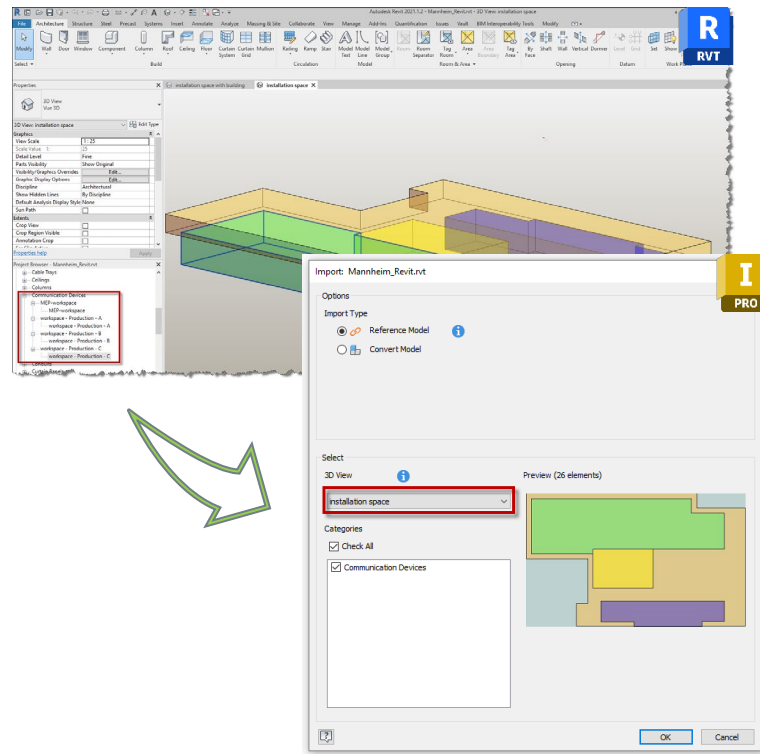 Autodesk Revit 2021.1.2 - Mannheim_Revit.rvt - 3D View: installation space
File Architecture Structure Steel Precast Systems Insert Annotate Analyze Massing & Site Collaborate View Manage Add-Ins Quantification Issues Vault BIM Interoperability Tools Modify
Modify Wall Door Window Component Column Roof Ceiling Floor Curtain System Curtain Grid Mullion Railing Ramp Stair Model Text Model Line Model Group Room Room Separator Tag Room Area Area Boundary Tag Area By Face Shaft Wall Vertical Dormer Level Grid Set Show
Select Build Circulation Model Room & Area Opening Datum
R
RVT
Properties
installation space with building
installation space
3D View
Vue 3D
3D View: installation space
Edit Type
Graphics
View Scale 1 : 25
Scale Value 1: 25
Detail Level Fine
Parts Visibility Show Original
Visibility/Graphics Overrides Edit...
Graphic Display Options Edit...
Discipline Architectural
Show Hidden Lines By Discipline
Default Analysis Display Style None
Sun Path
Extents
Crop View
Crop Region Visible
Annotation Crop
Properties help
Apply
Project Browser - Mannheim_Revit.rvt
Cable Trays
Ceilings
Columns
Communication Devices
MEP-workspace
MEP-workspace
workspace - Production - A
workspace - Production - A
workspace - Production - B
workspace - Production - B
workspace - Production - C
workspace - Production - C
I
PRO
Import: Mannheim_Revit.rvt
Options
Import Type
Reference Model
Convert Model
Select
3D View
Preview (26 elements)
installation space
Categories
Check All
Communication Devices
OK
Cancel